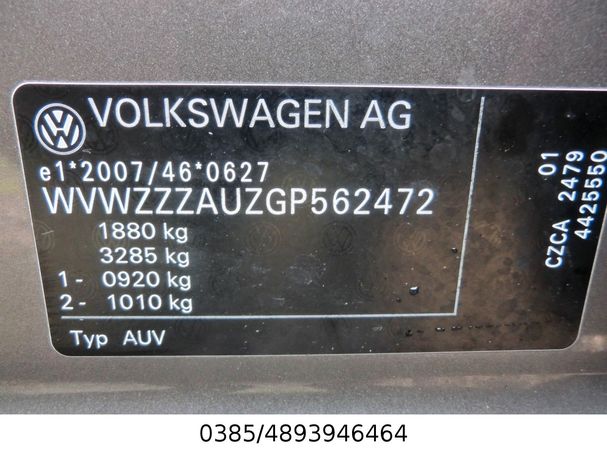 VOLKSWAGEN AG
e1*2007/46*0627
WVWZZZAUZGP562472
1880 kg
3285 kg
1- 0920 kg
2- 1010 kg
Typ AUV
01
CZCA 2479
4425550
0385/4893946464